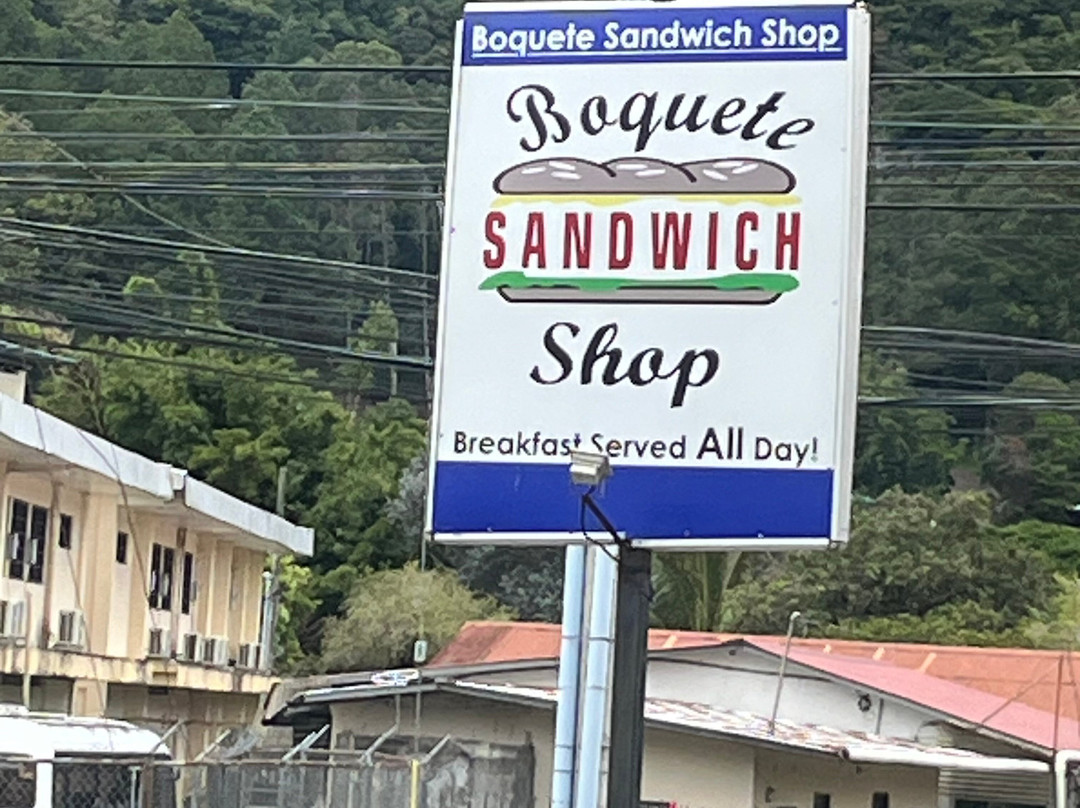 Boquete Sandwich Shop
Boquete
SANDWICH
Shop
Breakfast Served All Day!